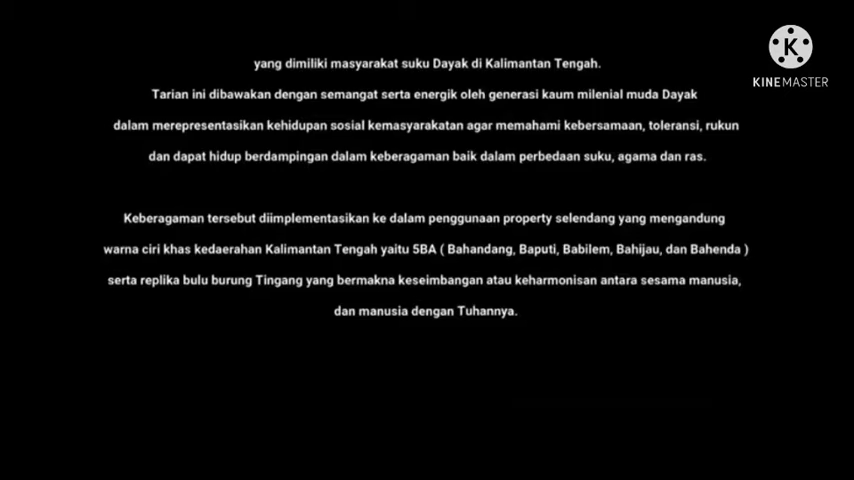 yang dimiliki masyarakat suku Dayak di Kalimantan Tengah.
Tarian ini dibawakan dengan semangat serta energik oleh generasi kaum milenial muda Dayak
dalam merepresentasikan kehidupan sosial kemasyarakatan agar memahami kebersamaan, toleransi, rukun
dan dapat hidup berdampingan dalam keberagaman baik dalam perbedaan suku, agama dan ras.
Keberagaman tersebut diimplementasikan ke dalam penggunaan property selendang yang mengandung
warna ciri khas kedaerahan Kalimantan Tengah yaitu 5BA ( Bahandang, Baputi, Babilem, Bahijau, dan Bahenda )
serta replika bulu burung Tingang yang bermakna keseimbangan atau keharmonisan antara sesama manusia,
dan manusia dengan Tuhannya.
K
KINEMASTER